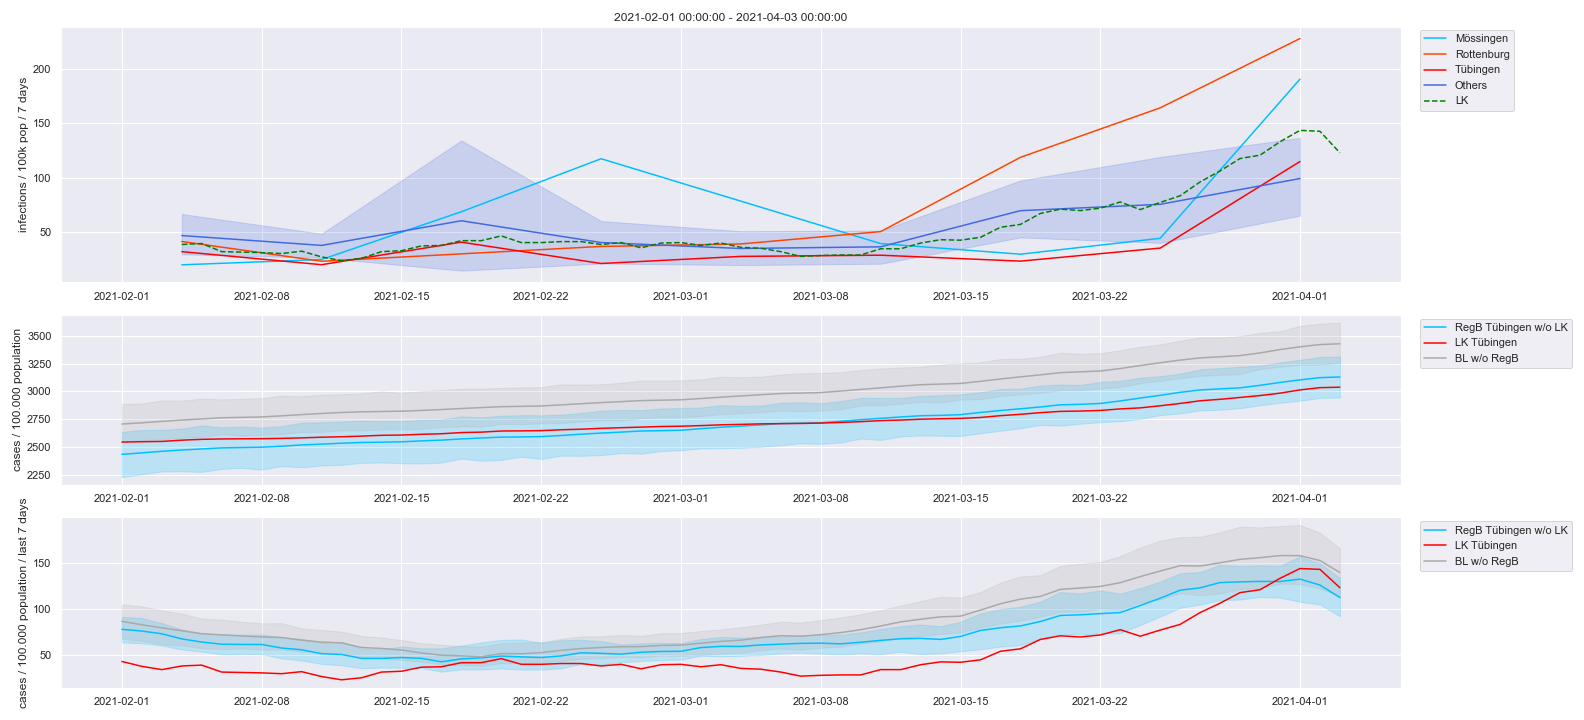 2021-02-01 00:00:00 - 2021-04-03 00:00:00
infections / 100k pop / 7 days
200
150
100
50
2021-02-01 2021-02-08 2021-02-15 2021-02-22 2021-03-01 2021-03-08 2021-03-15 2021-03-22 2021-04-01
Mössingen
Rottenburg
Tübingen
Others
LK
cases / 100.000 population
3500
3250
3000
2750
2500
2250
2021-02-01 2021-02-08 2021-02-15 2021-02-22 2021-03-01 2021-03-08 2021-03-15 2021-03-22 2021-04-01
RegB Tübingen w/o LK
LK Tübingen
BL w/o RegB
cases / 100.000 population / last 7 days
150
100
50
2021-02-01 2021-02-08 2021-02-15 2021-02-22 2021-03-01 2021-03-08 2021-03-15 2021-03-22 2021-04-01
RegB Tübingen w/o LK
LK Tübingen
BL w/o RegB